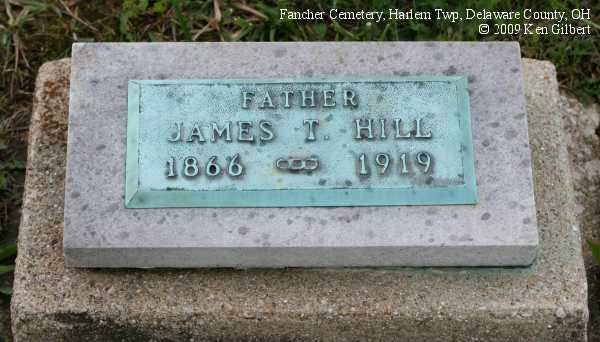 Fancher Cemetery, Harlem Twp, Delaware County, OH
© 2009 Ken Gilbert
FATHER
JAMES T. HILL
1866 1919